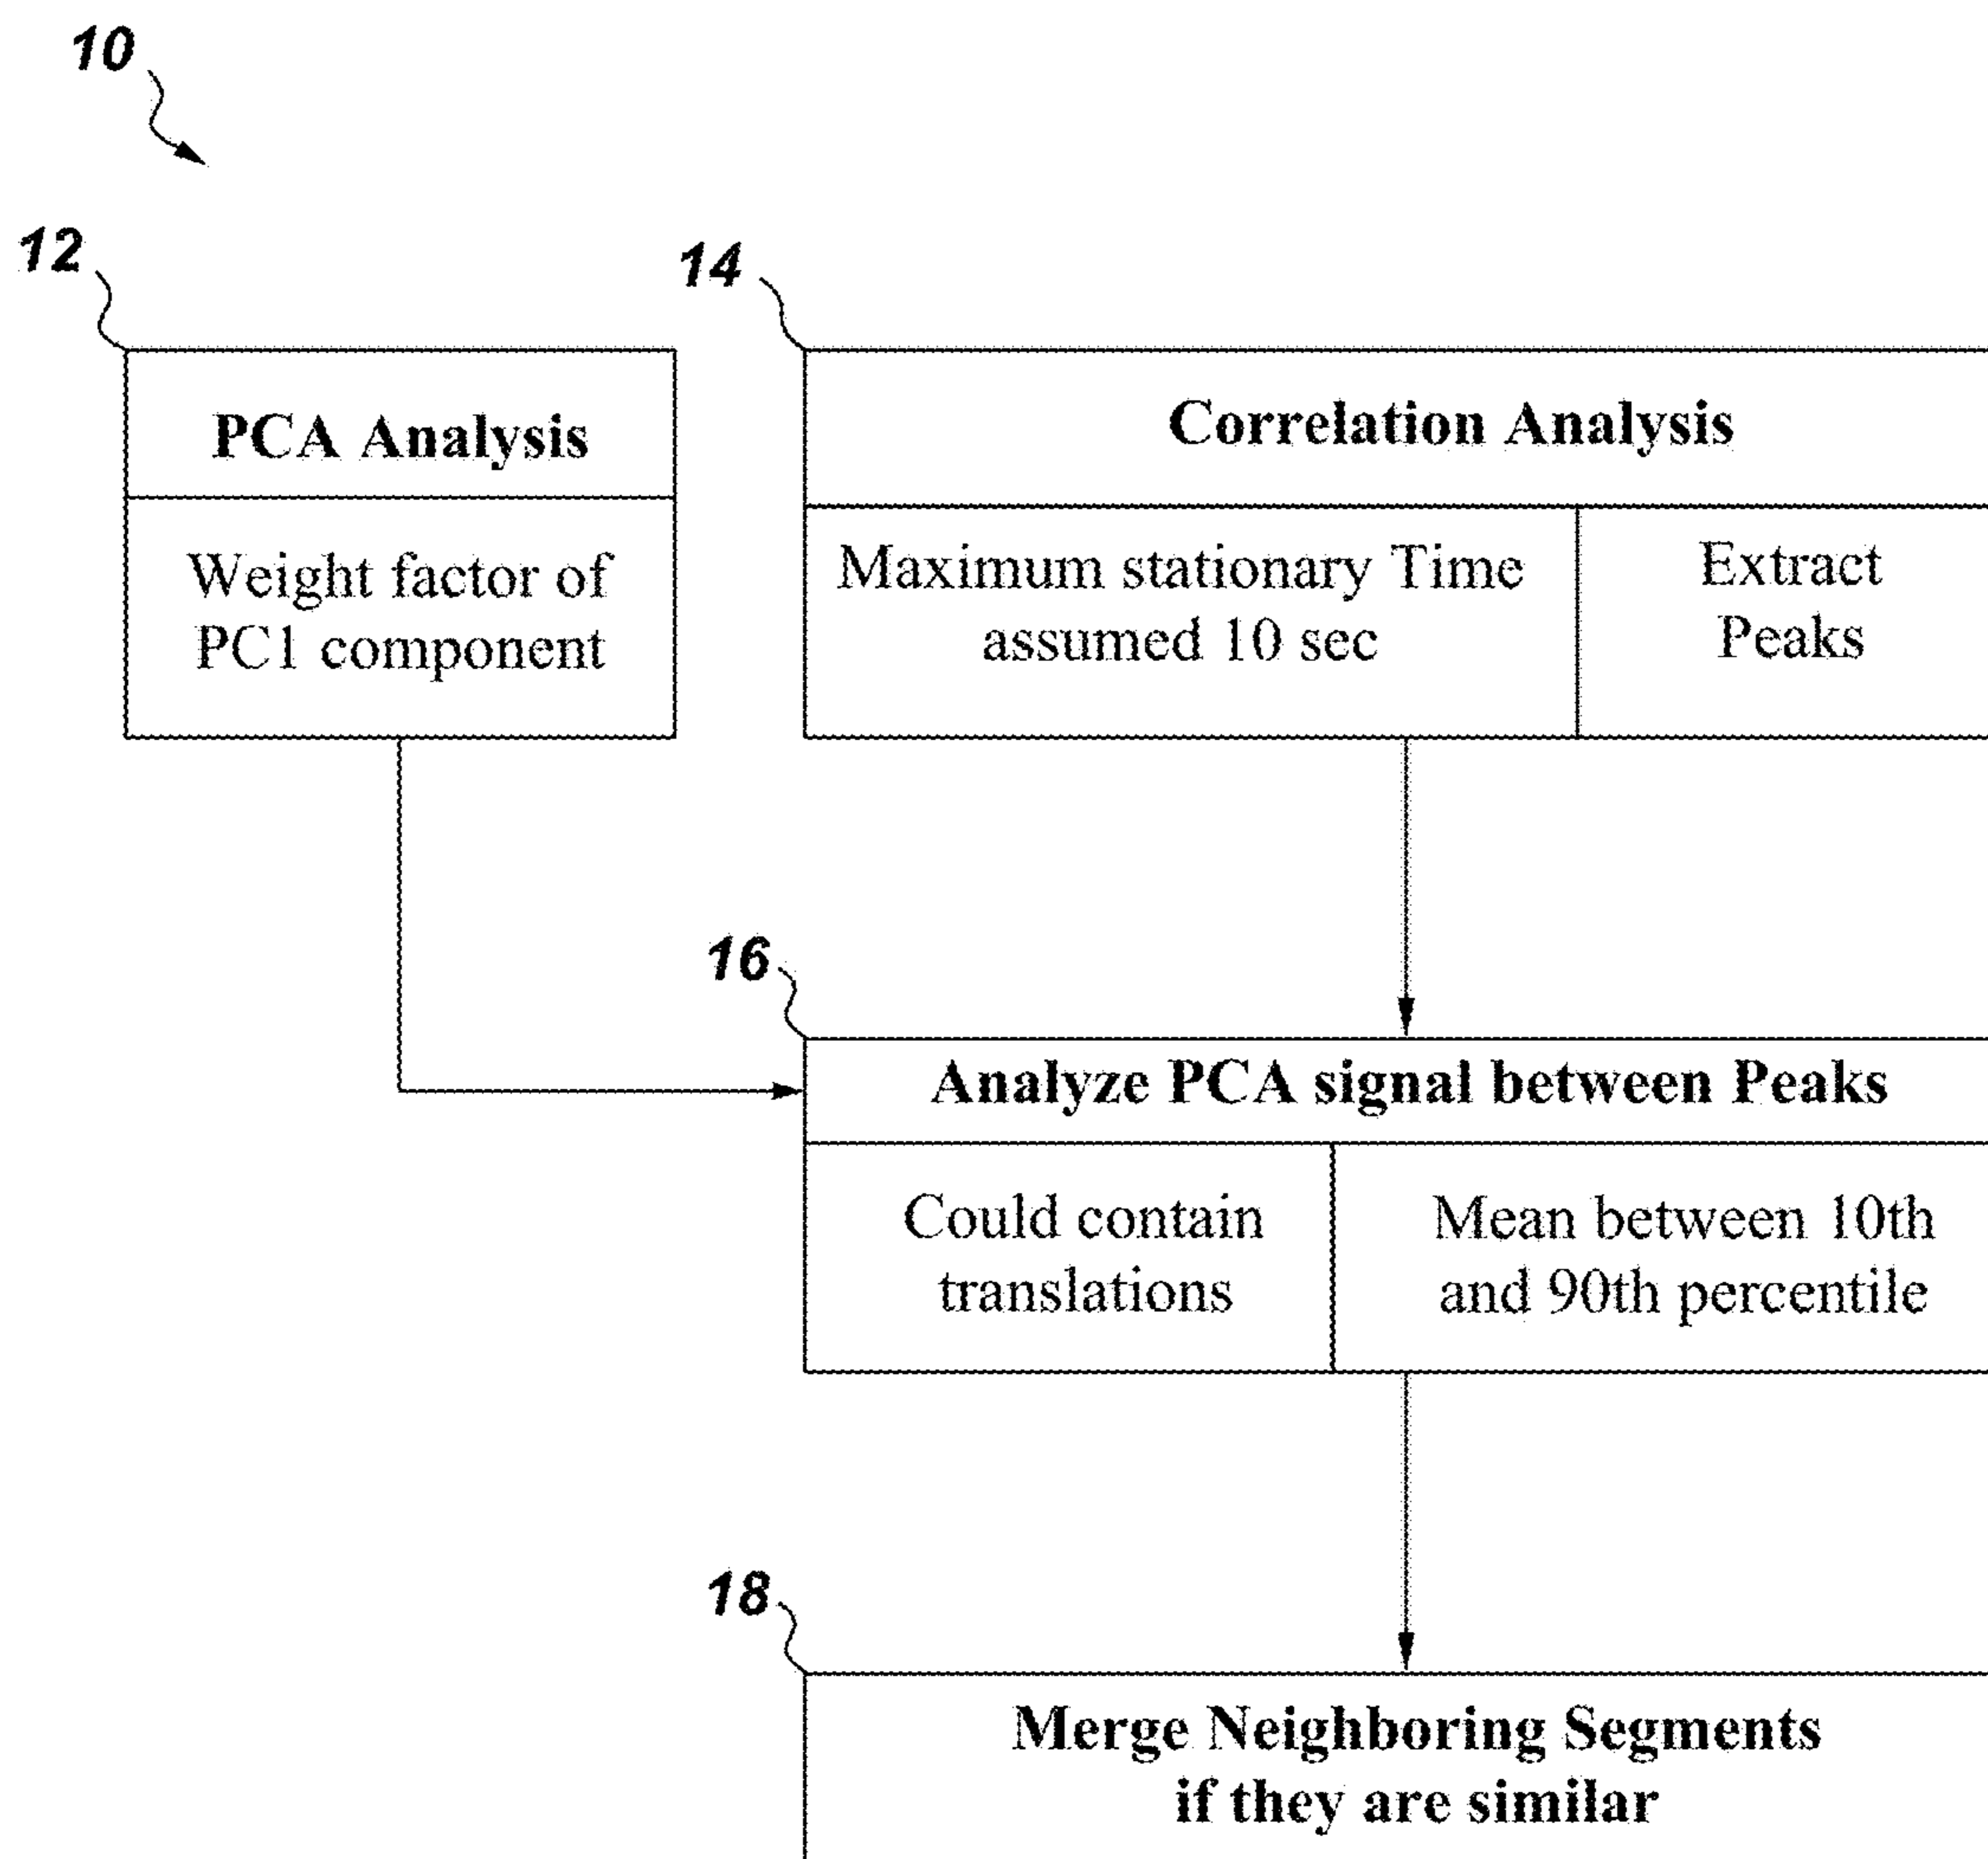 10
12
14
PCA Analysis
Weight factor of
PC1 component
Correlation Analysis
Maximum stationary Time
assumed 10 sec
Extract
Peaks
16
Analyze PCA signal between Peaks
Could contain
translations
Mean between 10th
and 90th percentile
18
Merge Neighboring Segments
if they are similar